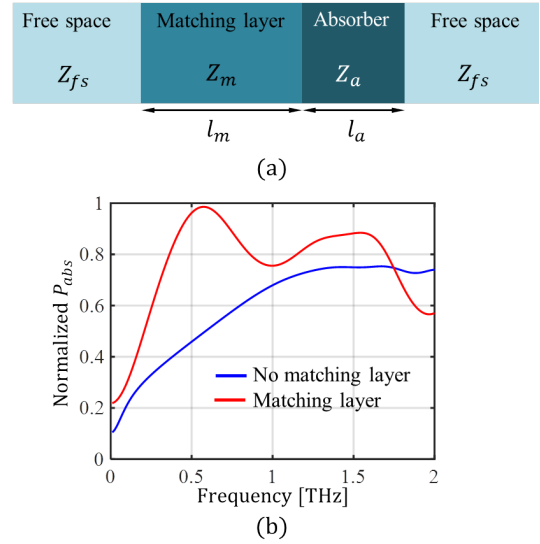 Free space Matching layer Absorber Free space
Z_fs Z_m Z_a Z_fs
l_m l_a
(a)
Normalized P_abs
1
0.8
0.6
0.4
0.2
0
No matching layer
Matching layer
0 0.5 1 1.5 2
Frequency [THz]
(b)